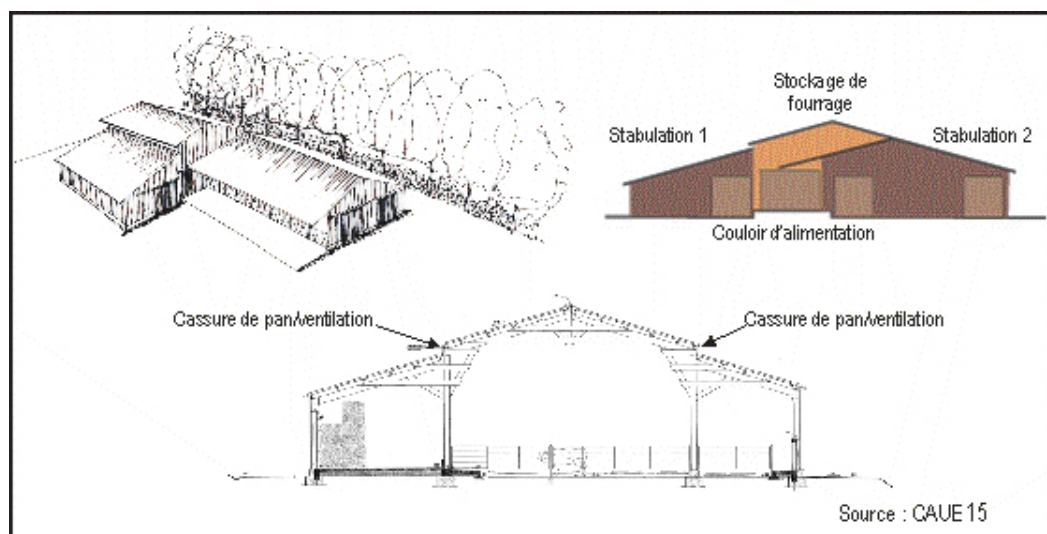 Stockage de
fourrage
Stabulation 1
Stabulation 2
Couloir d'alimentation
Cassure de pan/ventilation
Cassure de pan/ventilation
Source : CAUE 15